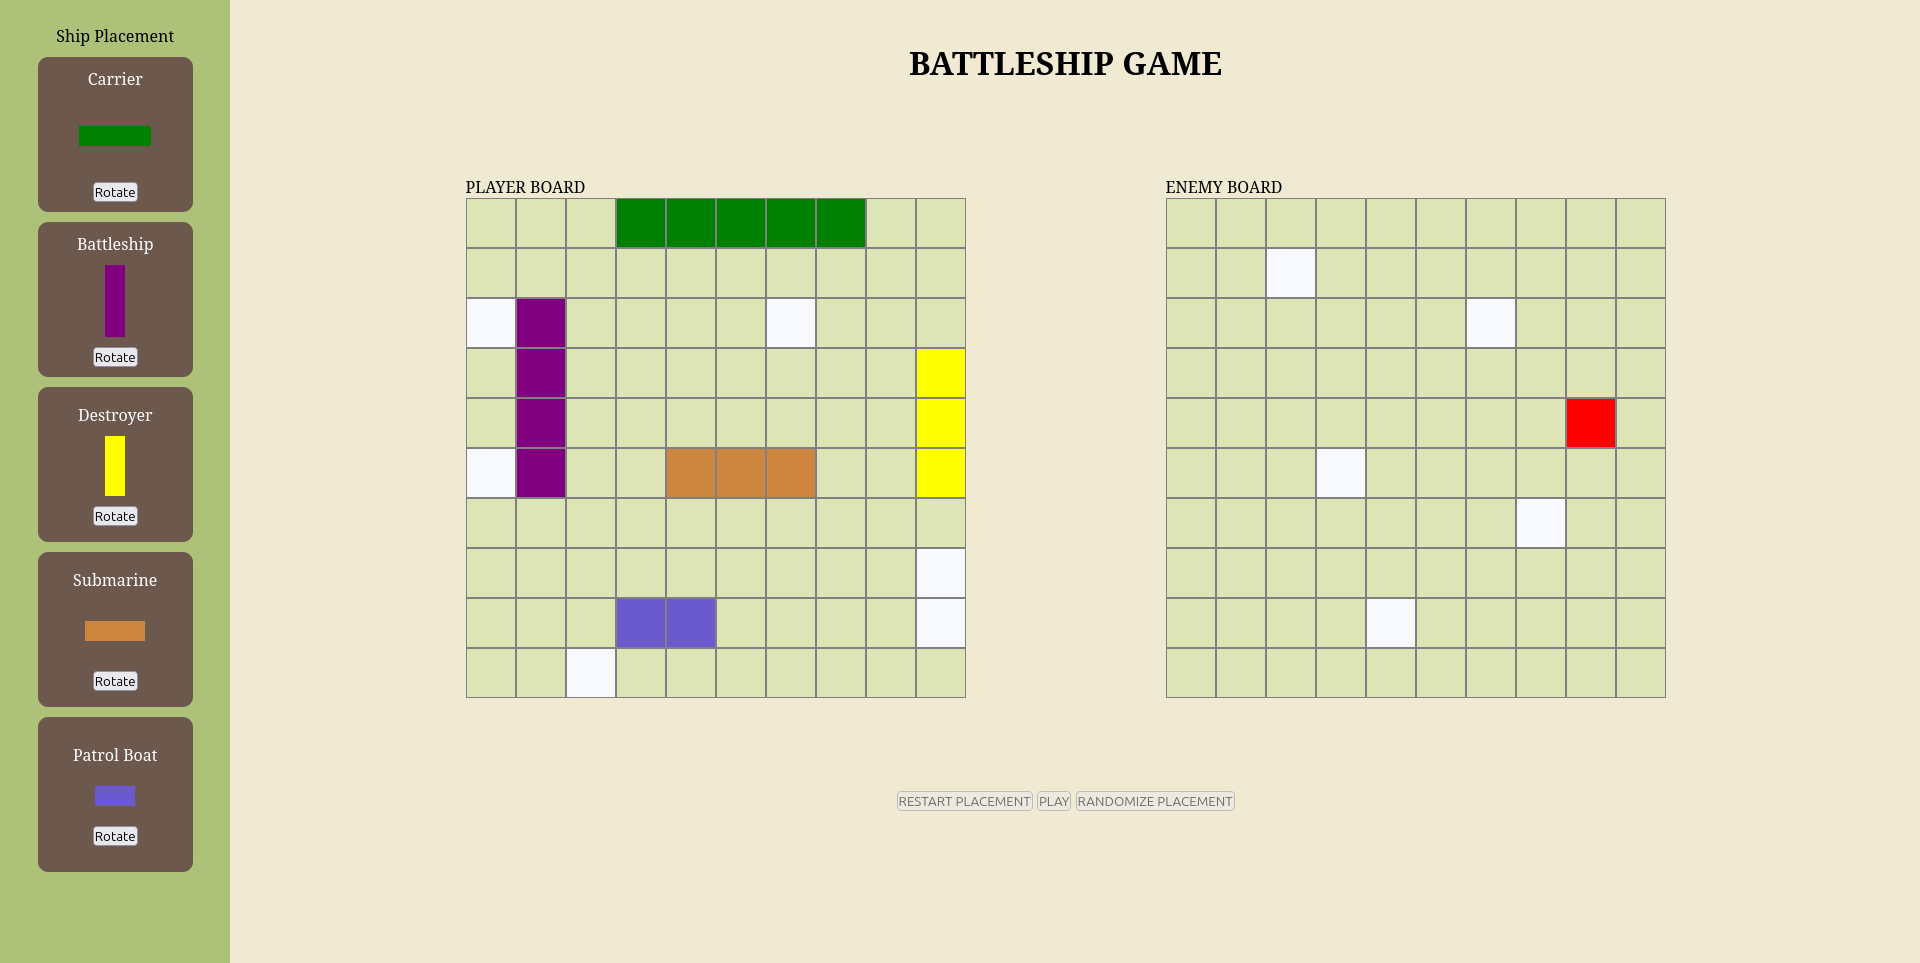 Ship Placement
Carrier
Rotate
Battleship
Rotate
Destroyer
Rotate
Submarine
Rotate
Patrol Boat
Rotate
BATTLESHIP GAME
PLAYER BOARD
ENEMY BOARD
RESTART PLACEMENT PLAY RANDOMIZE PLACEMENT